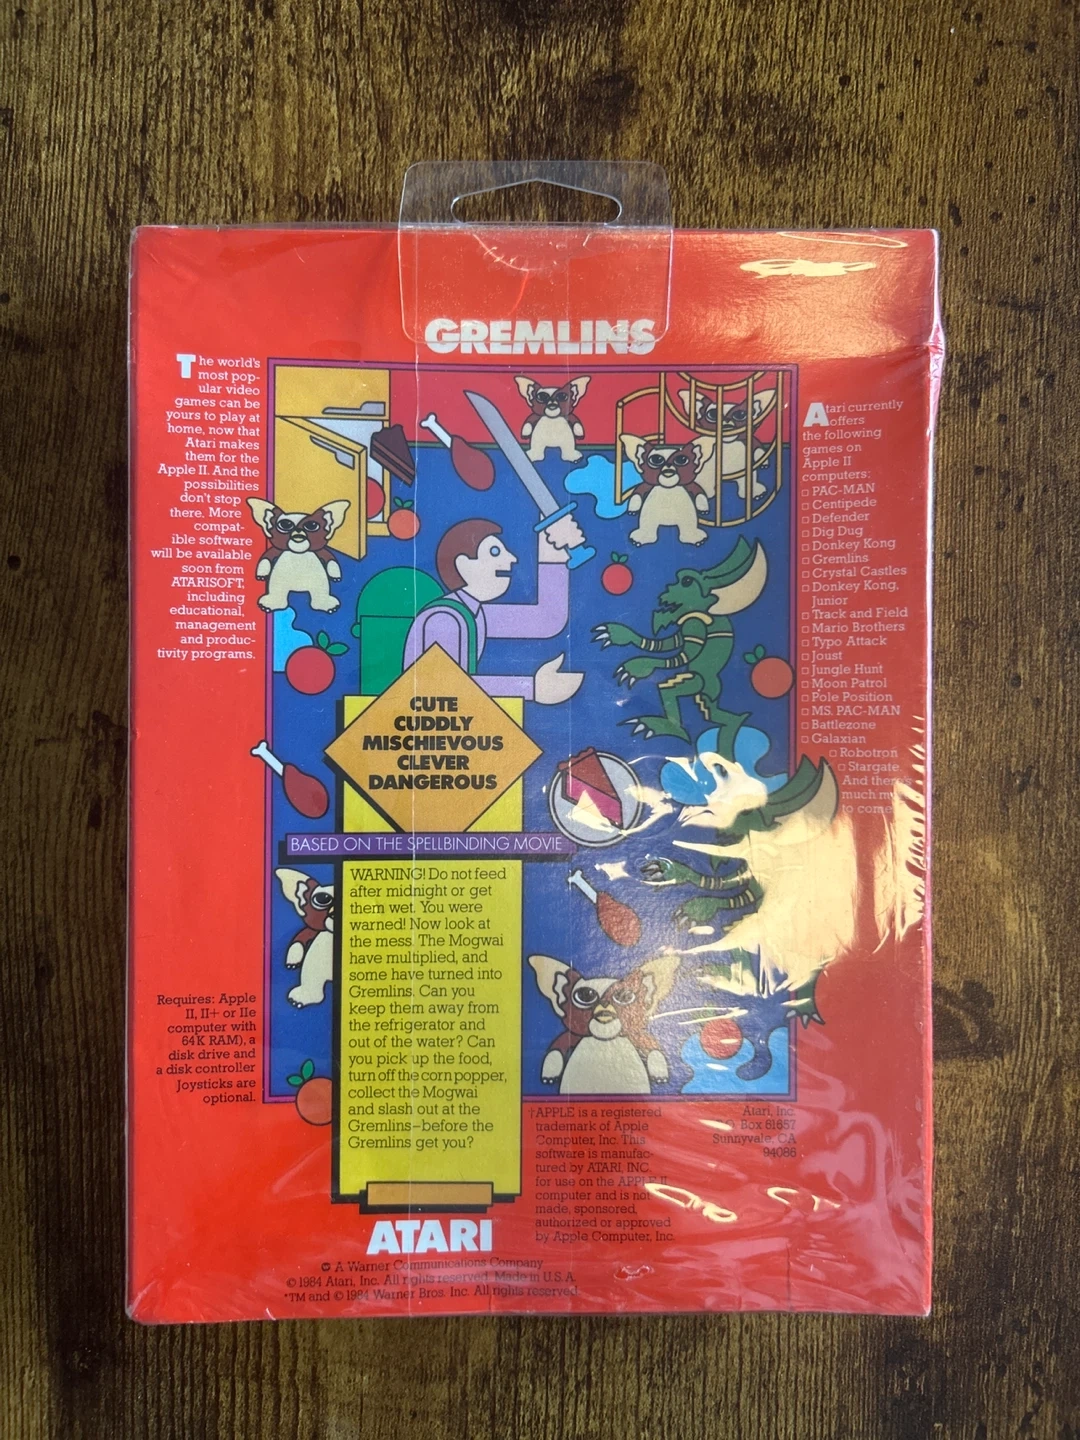 GREMLINS
The world's
most pop-
ular video
games can be
yours to play at
home, now that
Atari makes
them for the
Apple II. And the
possibilities
don't stop
there. More
compat-
ible software
will be available
soon from
ATARISOFT,
including
educational,
management
and produc-
tivity programs.
Requires: Apple
II, II+ or IIe
computer with
64K RAM), a
disk drive and
a disk controller
Joysticks are
optional.
CUTE
CUDDLY
MISCHIEVOUS
CLEVER
DANGEROUS
BASED ON THE SPELLBINDING MOVIE
WARNING! Do not feed
after midnight or get
them wet. You were
warned! Now look at
the mess. The Mogwai
have multiplied, and
some have turned into
Gremlins. Can you
keep them away from
the refrigerator and
out of the water? Can
you pick up the food,
turn off the corn popper,
collect the Mogwai
and slash out at the
Gremlins—before the
Gremlins get you?
Atari currently
offers
the following
games on
Apple II
computers:
□ PAC-MAN
□ Centipede
□ Defender
□ Dig Dug
□ Donkey Kong
□ Gremlins
□ Crystal Castles
□ Donkey Kong,
Junior
□ Track and Field
□ Mario Brothers
□ Typo Attack
□ Joust
□ Jungle Hunt
□ Moon Patrol
□ Pole Position
□ MS. PAC-MAN
□ Battlezone
□ Galaxian
□ Robotron
□ Stargate.
And there's
much
to come
†APPLE is a registered
trademark of Apple
Computer, Inc. This
software is manufac-
tured by ATARI, INC.
for use on the APPLE II
computer and is not
made, sponsored,
authorized or approved
by Apple Computer, Inc.
Atari, Inc.
P.O. Box 61657
Sunnyvale, CA
94086
ATARI
A Warner Communications Company
© 1984 Atari, Inc. All rights reserved. Made in U.S.A.
*TM and © 1984 Warner Bros. Inc. All rights reserved.